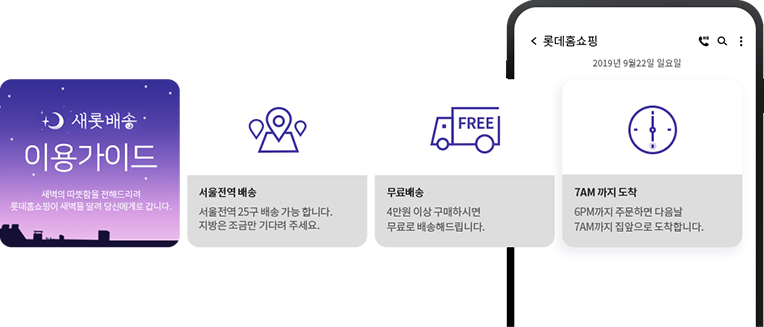 롯데홈쇼핑
2019년 9월22일 일요일
새롯배송
이용가이드
새벽의 따뜻함을 전해드리려
롯데홈쇼핑이 새벽을 달려 당신에게로 갑니다.
서울전역 배송
서울전역 25구 배송 가능 합니다.
지방은 조금만 기다려 주세요.
FREE
무료배송
4만원 이상 구매하시면
무료로 배송해드립니다.
7AM 까지 도착
6PM까지 주문하면 다음날
7AM까지 집앞으로 도착합니다.